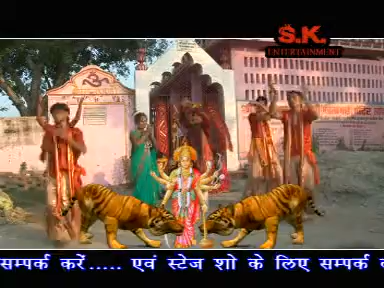 S.K.
ENTERTAINMENT
ॐ
सम्पर्क करें..... एवं स्टेज शो के लिए सम्पर्क क